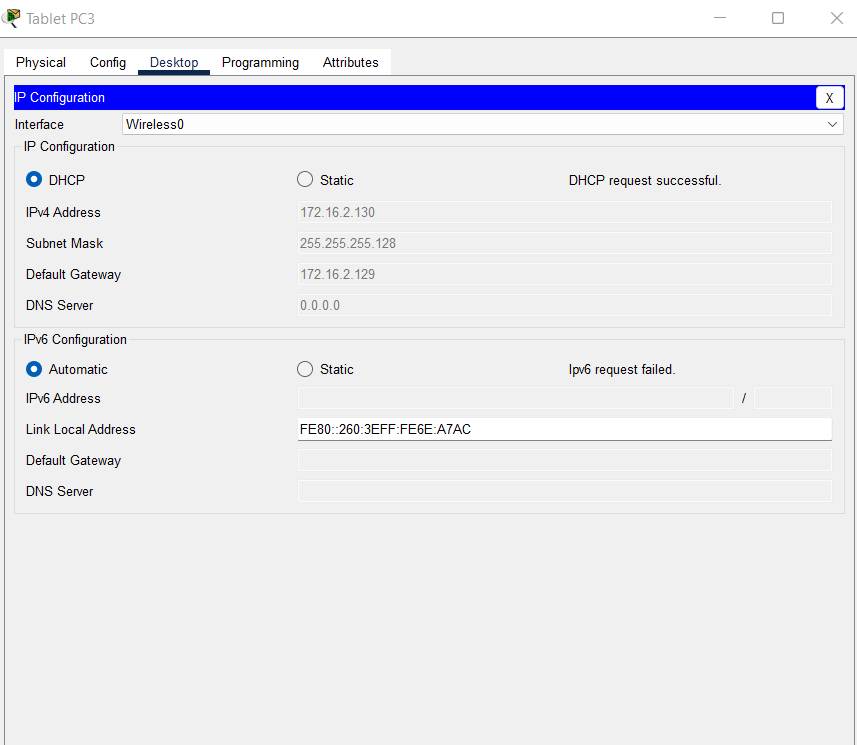 Tablet PC3
Physical Config Desktop Programming Attributes
IP Configuration X
Interface Wireless0
IP Configuration
DHCP Static DHCP request successful.
IPv4 Address 172.16.2.130
Subnet Mask 255.255.255.128
Default Gateway 172.16.2.129
DNS Server 0.0.0.0
IPv6 Configuration
Automatic Static Ipv6 request failed.
IPv6 Address /
Link Local Address FE80::260:3EFF:FE6E:A7AC
Default Gateway
DNS Server